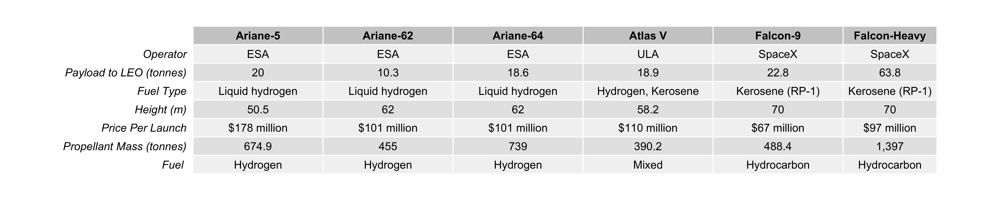 Ariane-5 Ariane-62 Ariane-64 Atlas V Falcon-9 Falcon-Heavy
Operator ESA ESA ESA ULA SpaceX SpaceX
Payload to LEO (tonnes) 20 10.3 18.6 18.9 22.8 63.8
Fuel Type Liquid hydrogen Liquid hydrogen Liquid hydrogen Hydrogen, Kerosene Kerosene (RP-1) Kerosene (RP-1)
Height (m) 50.5 62 62 58.2 70 70
Price Per Launch $178 million $101 million $101 million $110 million $67 million $97 million
Propellant Mass (tonnes) 674.9 455 739 390.2 488.4 1,397
Fuel Hydrogen Hydrogen Hydrogen Mixed Hydrocarbon Hydrocarbon